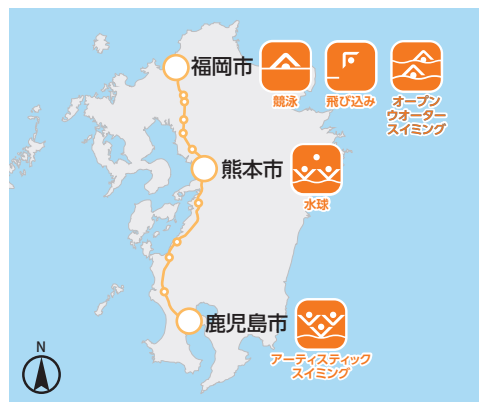 福岡市
競泳
飛び込み
オープン
ウオーター
スイミング
熊本市
水球
鹿児島市
アーティスティック
スイミング
N